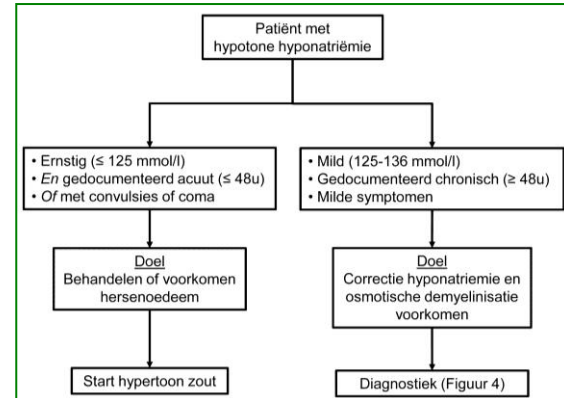 Patiënt met
hypotone hyponatriëmie
• Ernstig (≤ 125 mmol/l)
• En gedocumenteerd acuut (≤ 48u)
• Of met convulsies of coma
• Mild (125-136 mmol/l)
• Gedocumenteerd chronisch (≥ 48u)
• Milde symptomen
Doel
Behandelen of voorkomen
hersenoedeem
Doel
Correctie hyponatriemie en
osmotische demyelinisatie
voorkomen
Start hypertoon zout
Diagnostiek (Figuur 4)